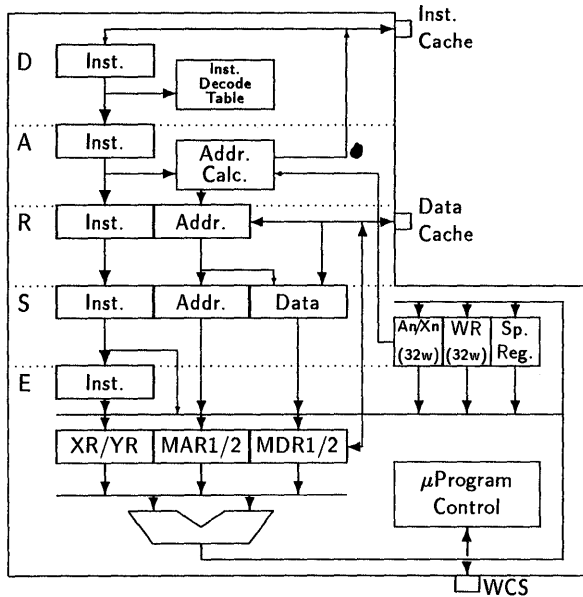 Inst.
Cache
D
Inst.
Inst.
Decode
Table
A
Inst.
Addr.
Calc.
R
Inst.
Addr.
Data
Cache
S
Inst.
Addr.
Data
An/Xn
(32w)
WR
(32w)
Sp.
Reg.
E
Inst.
XR/YR
MAR1/2
MDR1/2
μProgram
Control
WCS